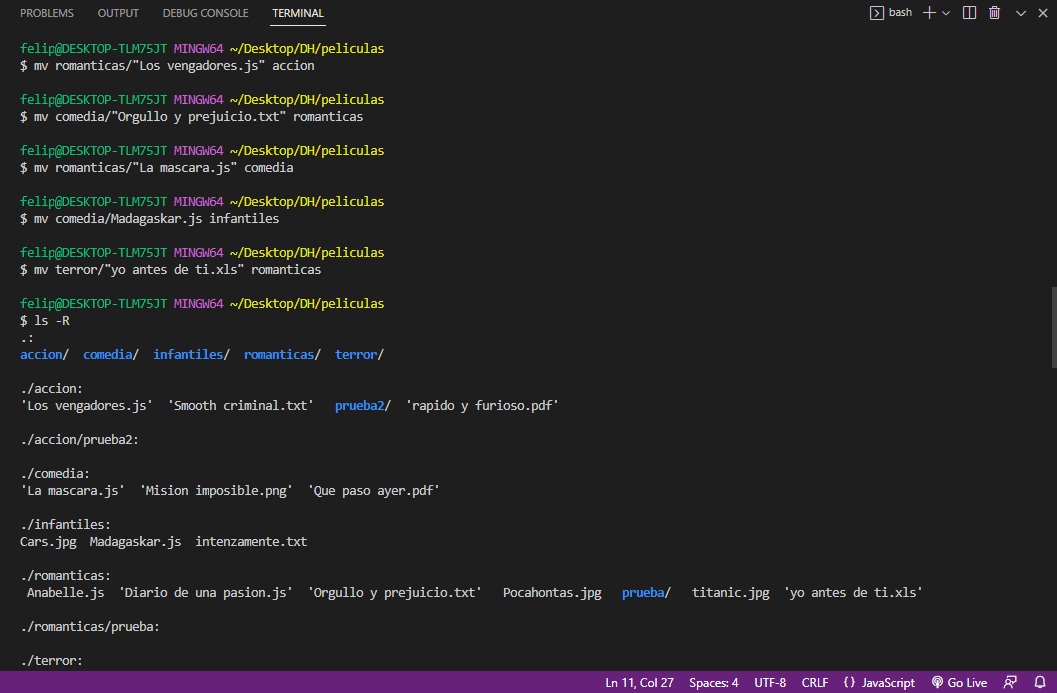 PROBLEMS OUTPUT DEBUG CONSOLE TERMINAL bash
felip@DESKTOP-TLM75JT MINGW64 ~/Desktop/DH/peliculas
$ mv romanticas/"Los vengadores.js" accion
felip@DESKTOP-TLM75JT MINGW64 ~/Desktop/DH/peliculas
$ mv comedia/"Orgullo y prejuicio.txt" romanticas
felip@DESKTOP-TLM75JT MINGW64 ~/Desktop/DH/peliculas
$ mv romanticas/"La mascara.js" comedia
felip@DESKTOP-TLM75JT MINGW64 ~/Desktop/DH/peliculas
$ mv comedia/Madagaskar.js infantiles
felip@DESKTOP-TLM75JT MINGW64 ~/Desktop/DH/peliculas
$ mv terror/"yo antes de ti.xls" romanticas
felip@DESKTOP-TLM75JT MINGW64 ~/Desktop/DH/peliculas
$ ls -R
.:
accion/ comedia/ infantiles/ romanticas/ terror/
./accion:
'Los vengadores.js' 'Smooth criminal.txt' prueba2/ 'rapido y furioso.pdf'
./accion/prueba2:
./comedia:
'La mascara.js' 'Mision imposible.png' 'Que paso ayer.pdf'
./infantiles:
Cars.jpg Madagaskar.js intenzamente.txt
./romanticas:
Anabelle.js 'Diario de una pasion.js' 'Orgullo y prejuicio.txt' Pocahontas.jpg prueba/ titanic.jpg 'yo antes de ti.xls'
./romanticas/prueba:
./terror:
Ln 11, Col 27 Spaces: 4 UTF-8 CRLF {} JavaScript Go Live